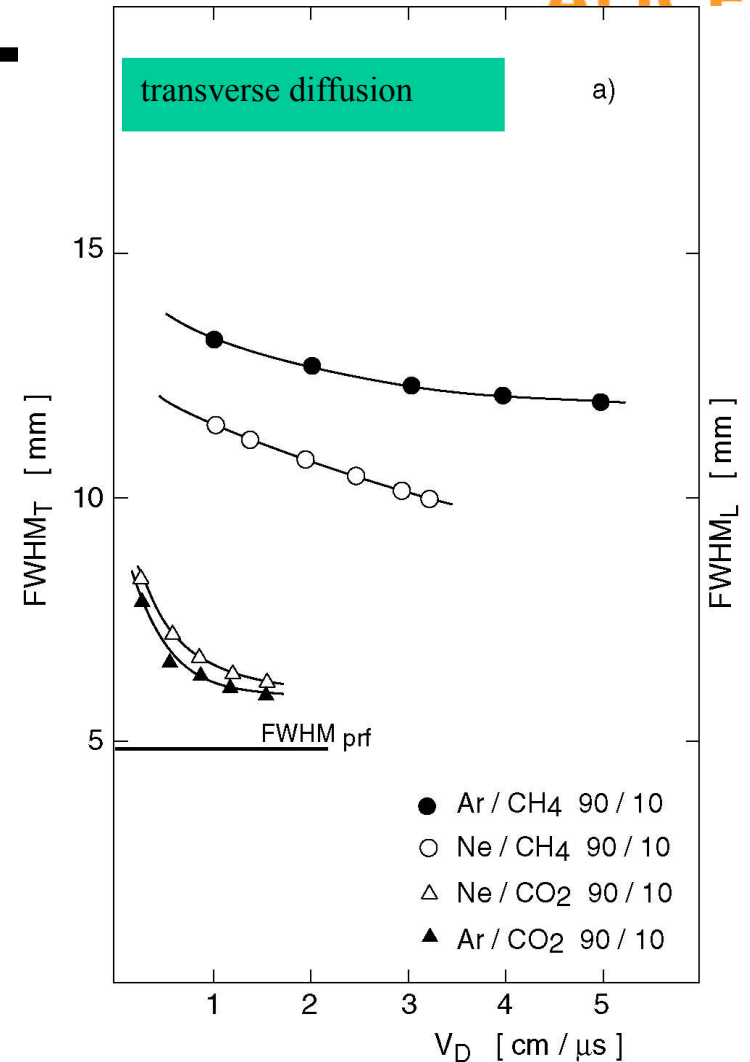 transverse diffusion
a)
15
10
5
FWHM_T [ mm ]
FWHM_L [ mm ]
FWHM prf
Ar / CH4 90 / 10
Ne / CH4 90 / 10
Ne / CO2 90 / 10
Ar / CO2 90 / 10
1 2 3 4 5
V_D [ cm / μs ]